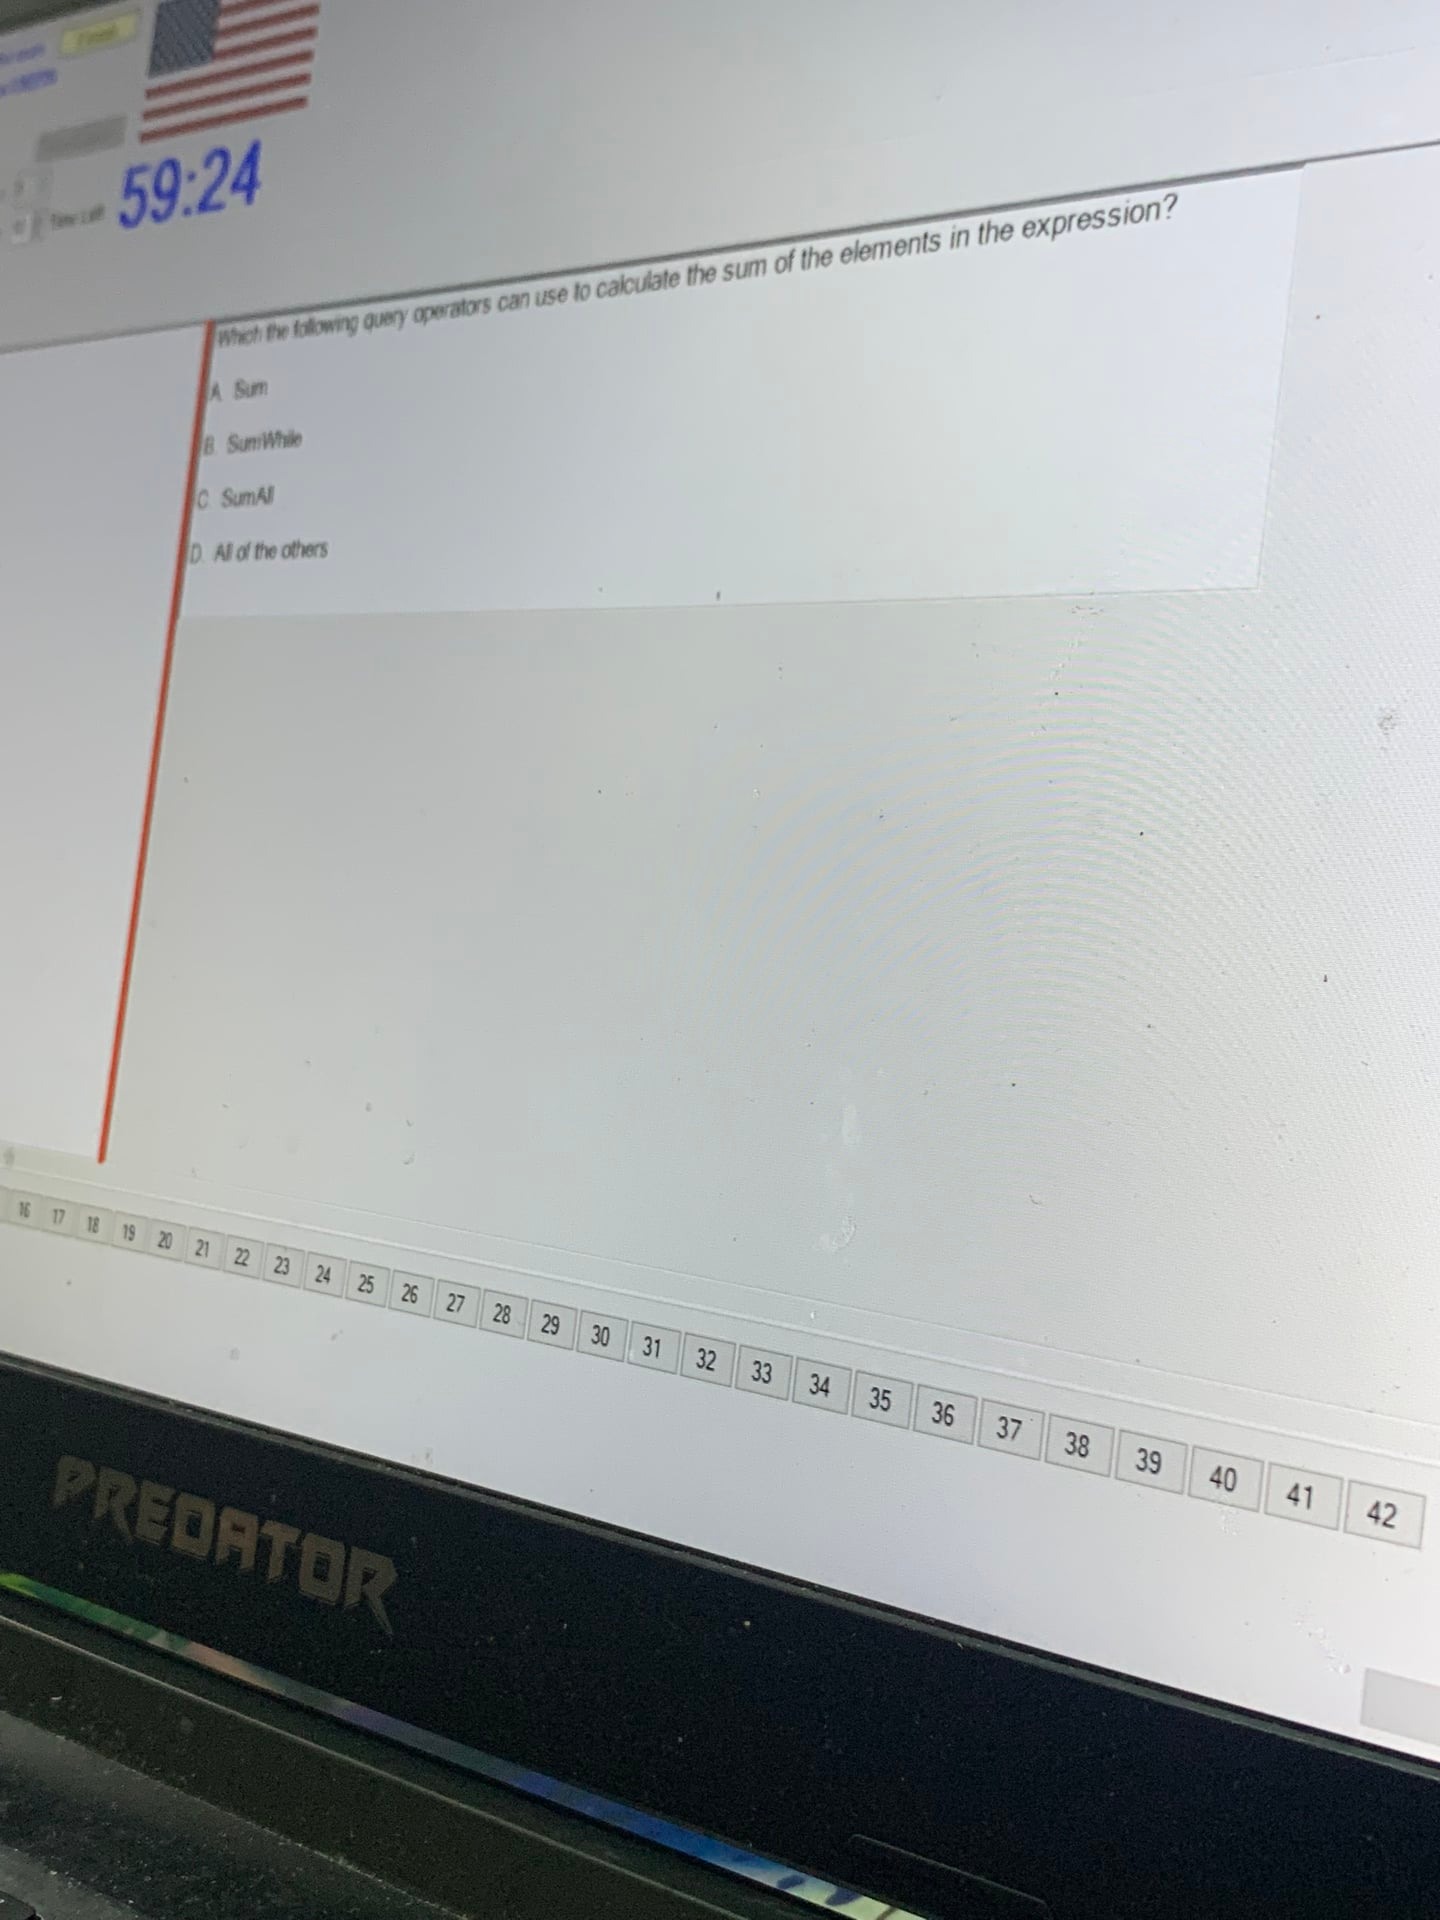 59:24
Which the following query operators can use to calculate the sum of the elements in the expression?
A. Sum
B. SumWhile
C. SumAll
D. All of the others
16 17 18 19 20 21 22 23 24 25 26 27 28 29 30 31 32 33 34 35 36 37 38 39 40 41 42
PREDATOR